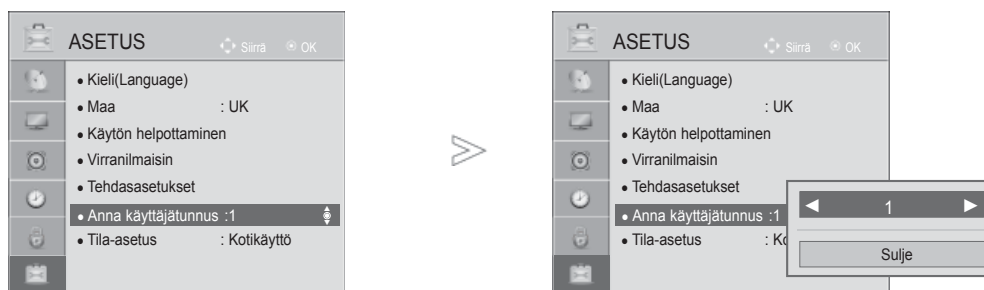 ASETUS Siirrä OK
• Kieli(Language)
• Maa : UK
• Käytön helpottaminen
• Virranilmaisin
• Tehdasasetukset
• Anna käyttäjätunnus :1
• Tila-asetus : Kotikäyttö
ASETUS Siirrä OK
• Kieli(Language)
• Maa : UK
• Käytön helpottaminen
• Virranilmaisin
• Tehdasasetukset
• Anna käyttäjätunnus :1
• Tila-asetus : Ko
◄ 1 ►
Sulje